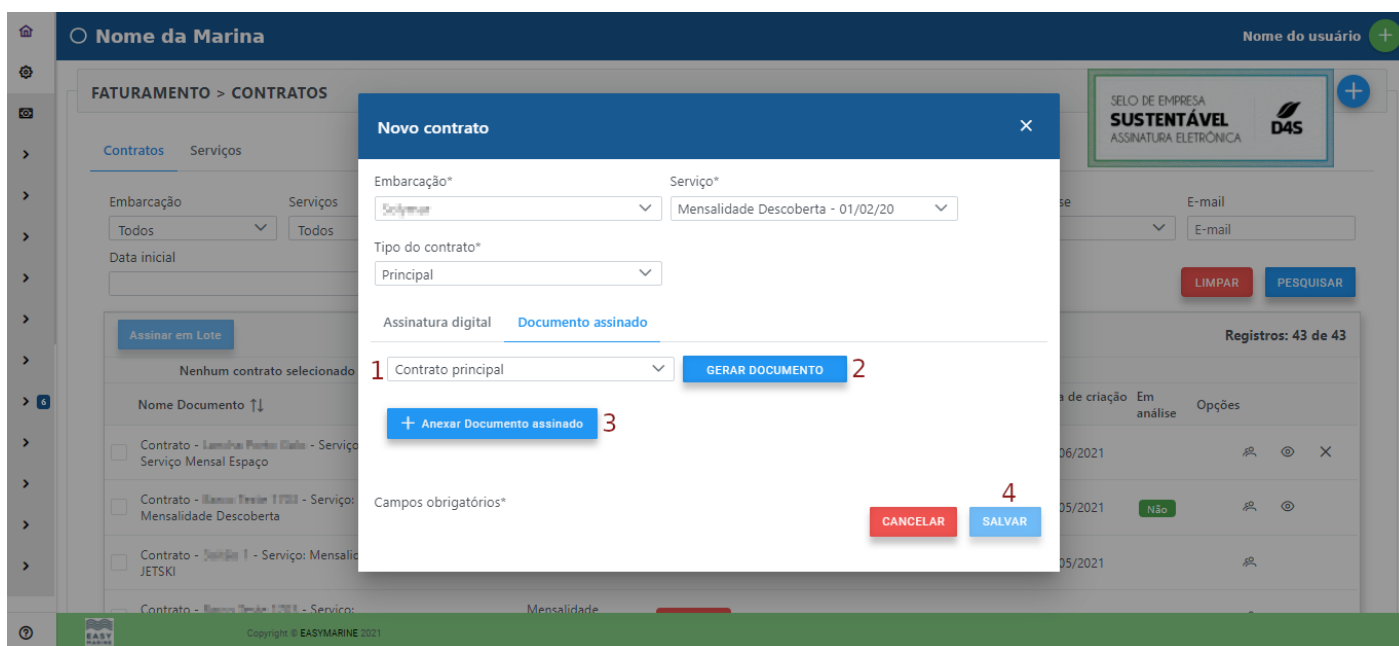 Nome da Marina
Nome do usuário
FATURAMENTO > CONTRATOS
SELO DE EMPRESA
SUSTENTÁVEL
ASSINATURA ELETRÔNICA
D4S
Contratos Serviços
Embarcação Serviços
E-mail
Todos Todos
E-mail
Data inicial
LIMPAR PESQUISAR
Assinar em Lote
Registros: 43 de 43
Nenhum contrato selecionado
Nome Documento
de criação Em análise Opções
Contrato - - Serviço
Serviço Mensal Espaço
06/2021
Contrato - - Serviço:
Mensalidade Descoberta
05/2021 Não
Contrato - - Serviço: Mensalid
JETSKI
05/2021
Contrato - - Serviço:
Mensalidade
6
Novo contrato
Embarcação* Serviço*
Mensalidade Descoberta - 01/02/20
Tipo do contrato*
Principal
Assinatura digital Documento assinado
1 Contrato principal GERAR DOCUMENTO 2
+ Anexar Documento assinado 3
Campos obrigatórios*
4
CANCELAR SALVAR
EASY
MARINE
Copyright © EASYMARINE 2021